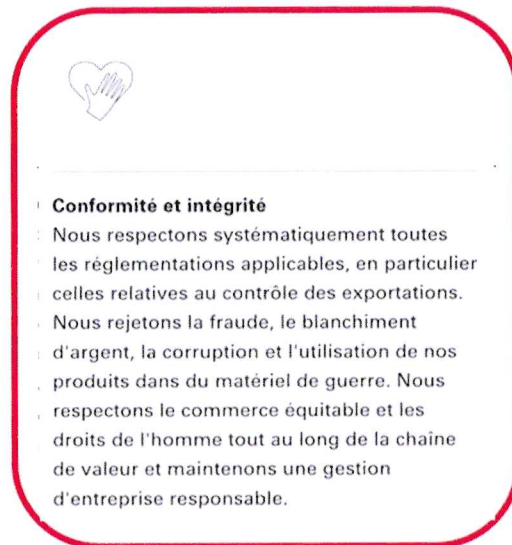 Conformité et intégrité
Nous respectons systématiquement toutes
les réglementations applicables, en particulier
celles relatives au contrôle des exportations.
Nous rejetons la fraude, le blanchiment
d'argent, la corruption et l'utilisation de nos
produits dans du matériel de guerre. Nous
respectons le commerce équitable et les
droits de l'homme tout au long de la chaîne
de valeur et maintenons une gestion
d'entreprise responsable.